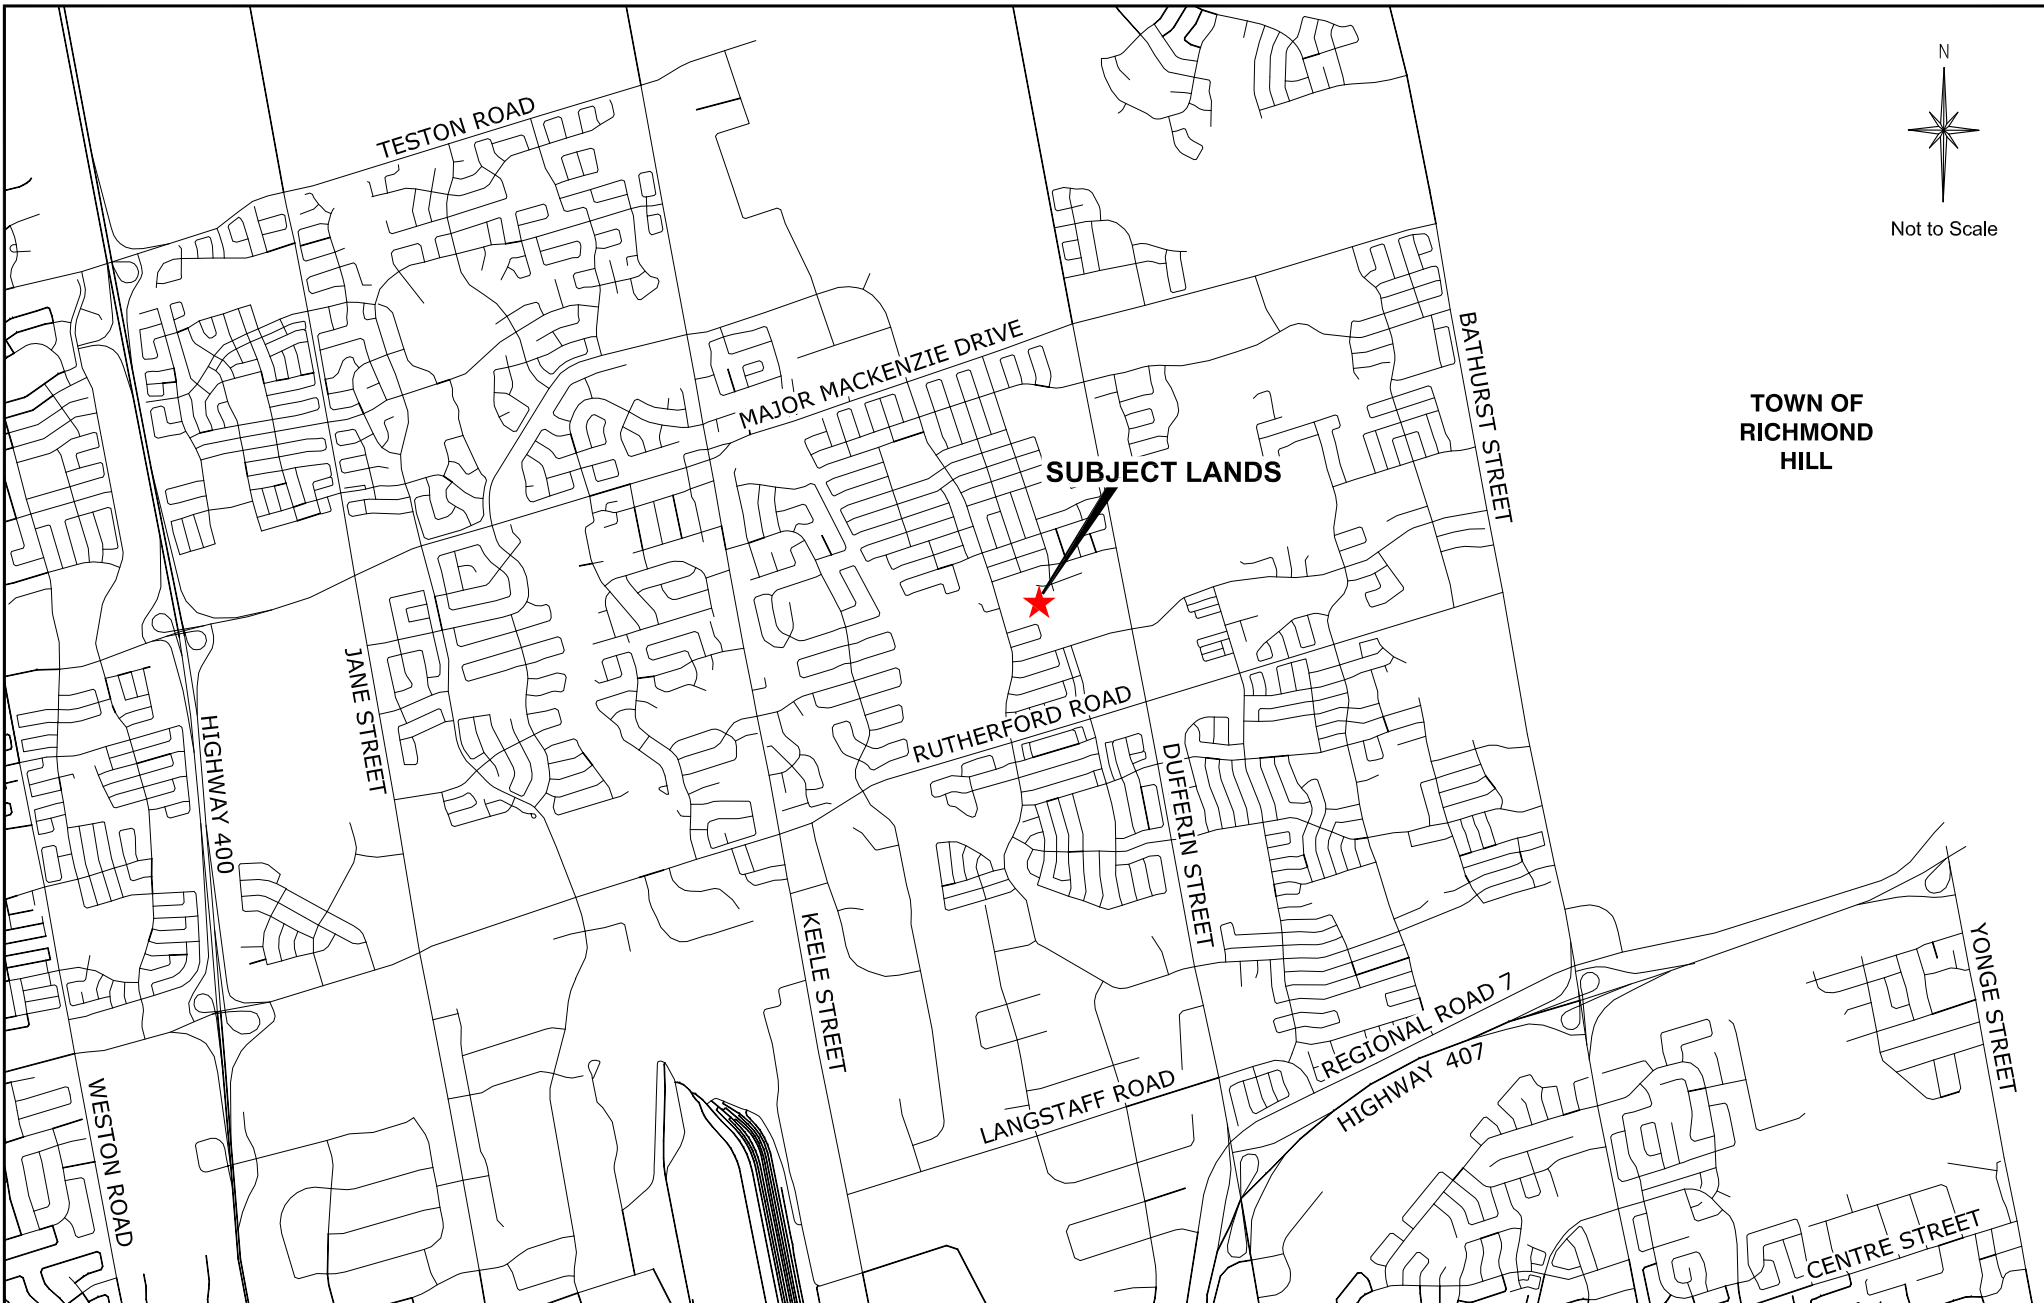 N
Not to Scale
TESTON ROAD
MAJOR MACKENZIE DRIVE
BATHURST STREET
TOWN OF
RICHMOND
HILL
SUBJECT LANDS
JANE STREET
HIGHWAY 400
RUTHERFORD ROAD
DUFFERIN STREET
KEELE STREET
YONGE STREET
REGIONAL ROAD 7
HIGHWAY 407
LANGSTAFF ROAD
WESTON ROAD
CENTRE STREET